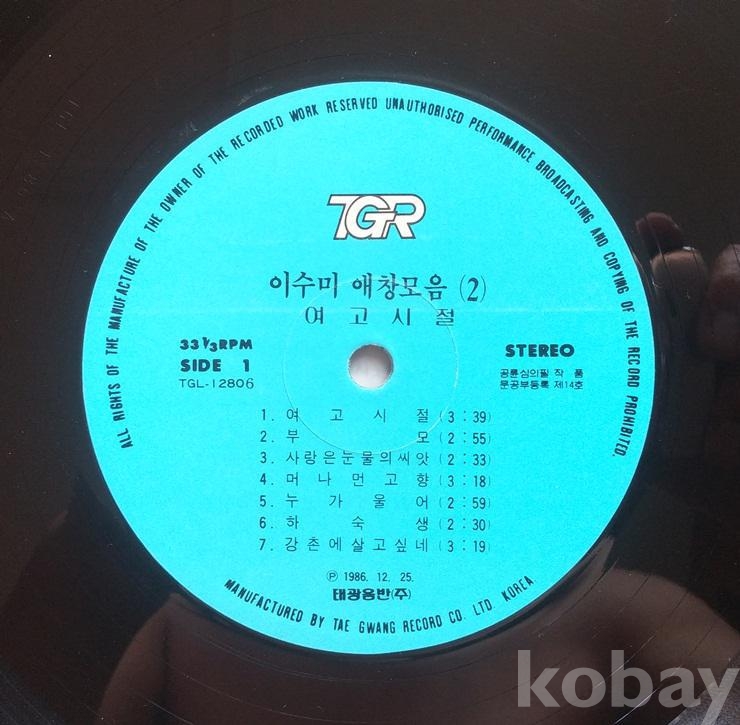 ALL RIGHTS OF THE MANUFACTURE OF THE OWNER OF THE RECORDED WORK RESERVED UNAUTHORISED PERFORMANCE BROADCASTING AND COPYING OF THE RECORD PROHIBITED.
TGR
이수미 애창모음 (2)
여고시절
33 1/3 RPM
SIDE 1
TGL-12806
STEREO
공륜심의필 작품
문공부등록 제14호
1. 여고시절 (3:39)
2. 부모 (2:55)
3. 사랑은눈물의씨앗 (2:33)
4. 머나먼고향 (3:18)
5. 누가울어 (2:59)
6. 하숙생 (2:30)
7. 강촌에살고싶네 (3:19)
℗ 1986. 12. 25.
태광음반(주)
MANUFACTURED BY TAE GWANG RECORD CO. LTD. KOREA
kobay